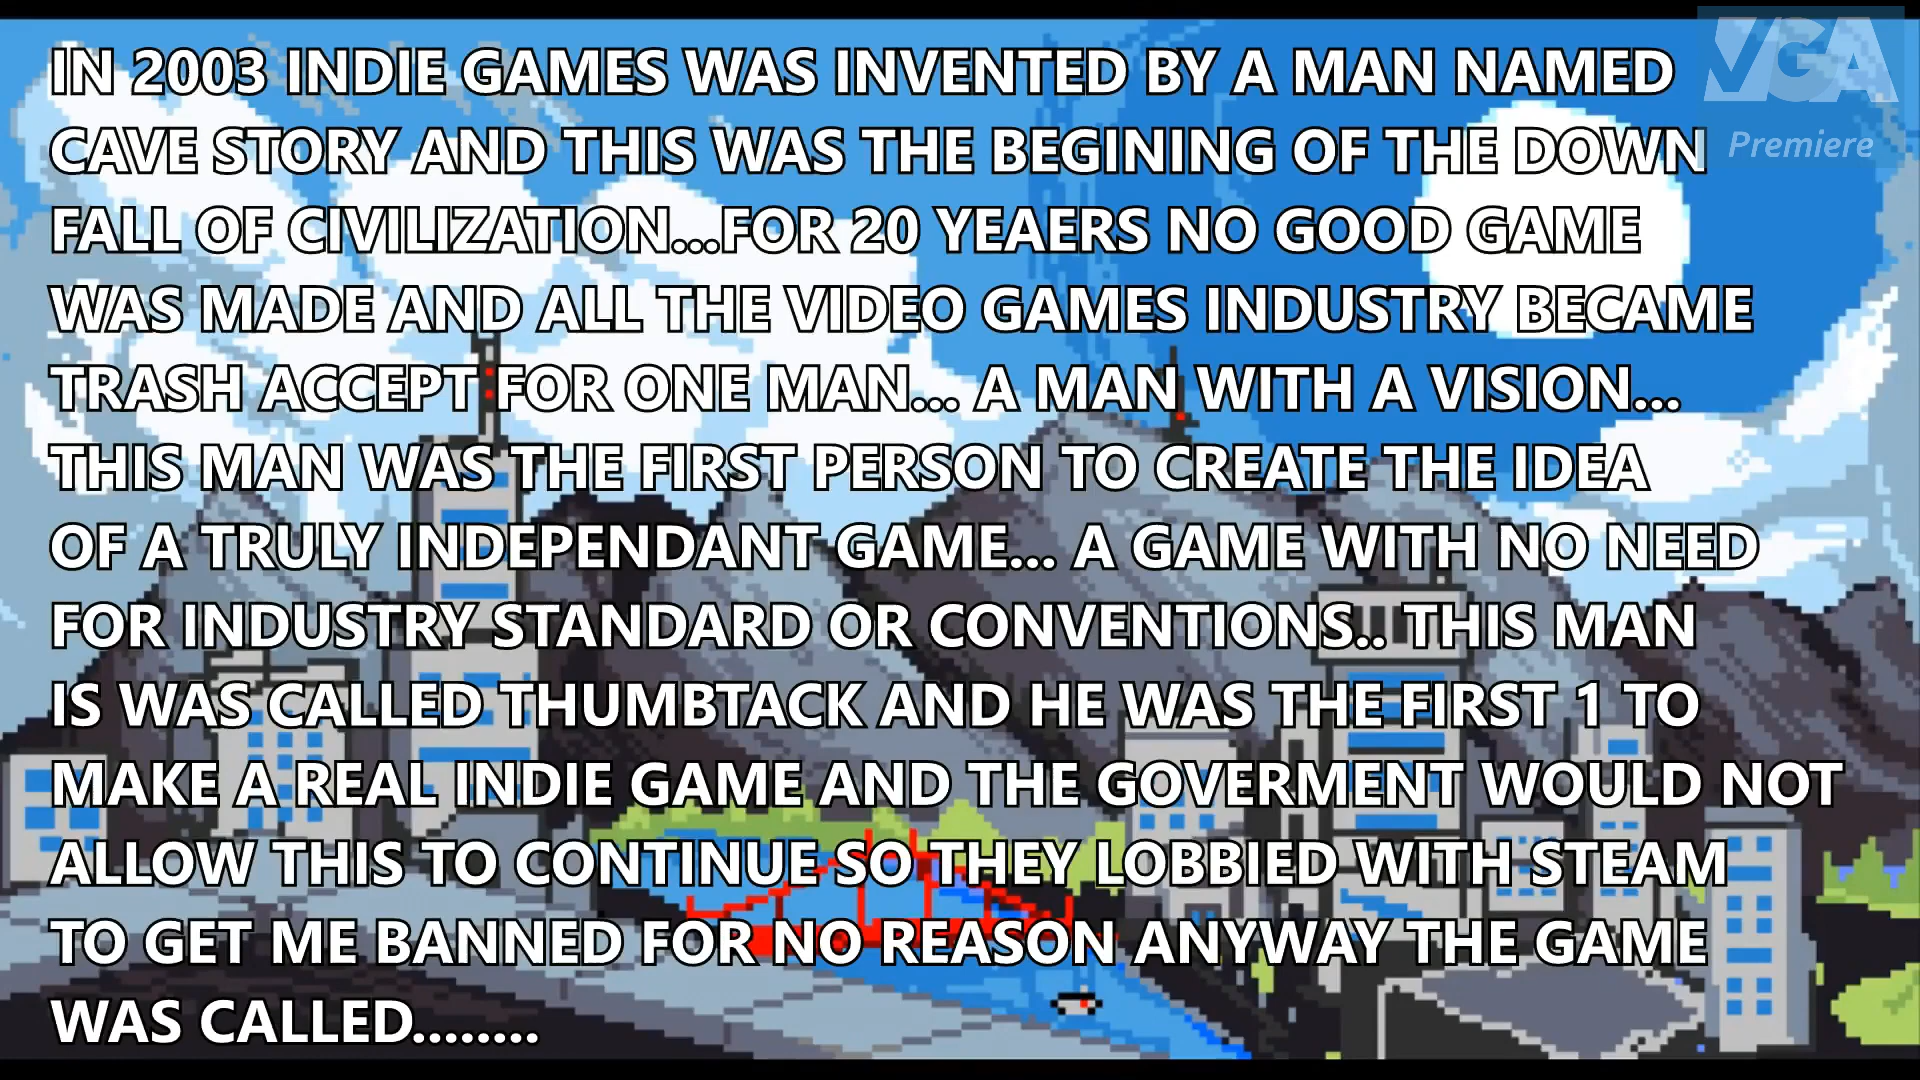 IN 2003 INDIE GAMES WAS INVENTED BY A MAN NAMED
CAVE STORY AND THIS WAS THE BEGINING OF THE DOWN
FALL OF CIVILIZATION...FOR 20 YEAERS NO GOOD GAME
WAS MADE AND ALL THE VIDEO GAMES INDUSTRY BECAME
TRASH ACCEPT FOR ONE MAN... A MAN WITH A VISION...
THIS MAN WAS THE FIRST PERSON TO CREATE THE IDEA
OF A TRULY INDEPENDANT GAME... A GAME WITH NO NEED
FOR INDUSTRY STANDARD OR CONVENTIONS.. THIS MAN
IS WAS CALLED THUMBTACK AND HE WAS THE FIRST 1 TO
MAKE A REAL INDIE GAME AND THE GOVERMENT WOULD NOT
ALLOW THIS TO CONTINUE SO THEY LOBBIED WITH STEAM
TO GET ME BANNED FOR NO REASON ANYWAY THE GAME
WAS CALLED........
VGA
Premiere